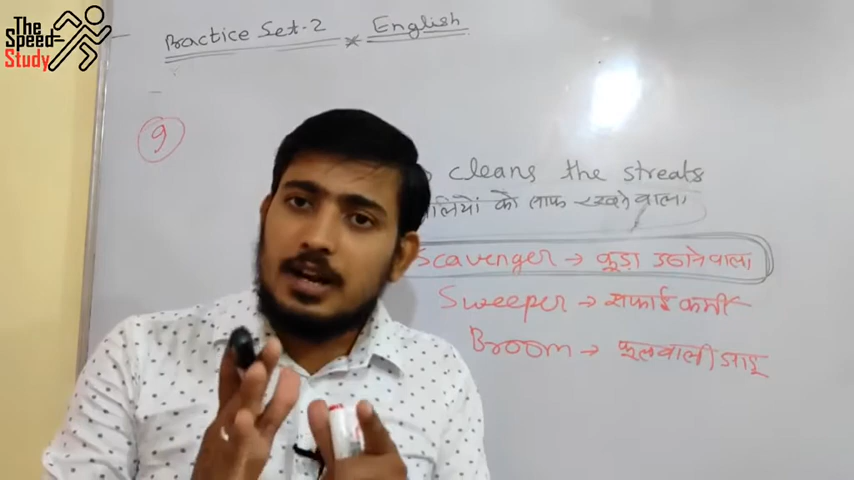 The
Speed
Study
Practice Set-2 × English
9
cleans the streats
को साफ रखने वाला
Scavenger → कूड़ा उठाने वाला
Sweeper → सफाई कर्मी
Broom → फूलवाली झाड़ू